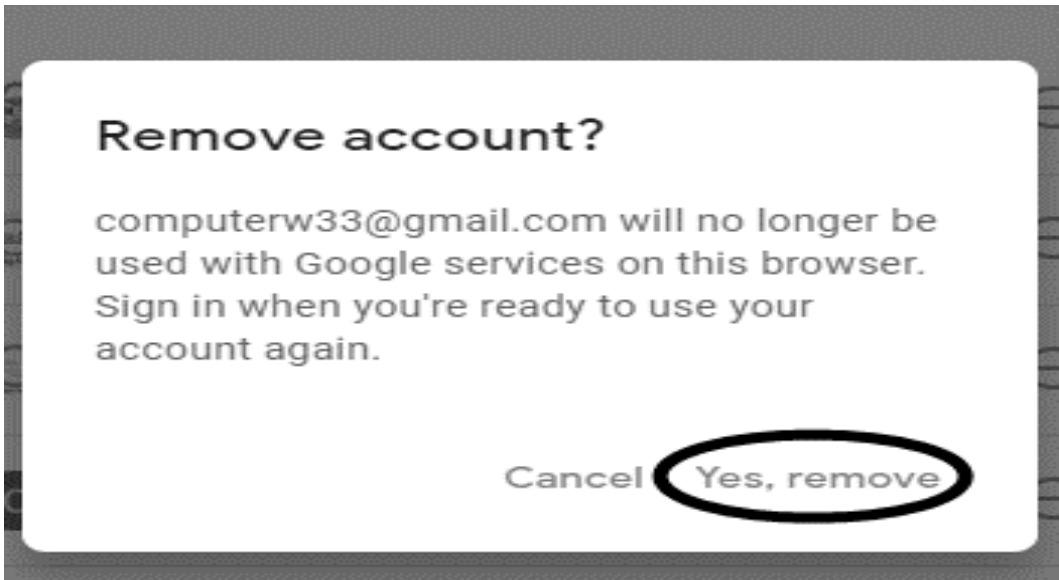 Remove account?
computerw33@gmail.com will no longer be
used with Google services on this browser.
Sign in when you're ready to use your
account again.
Cancel Yes, remove